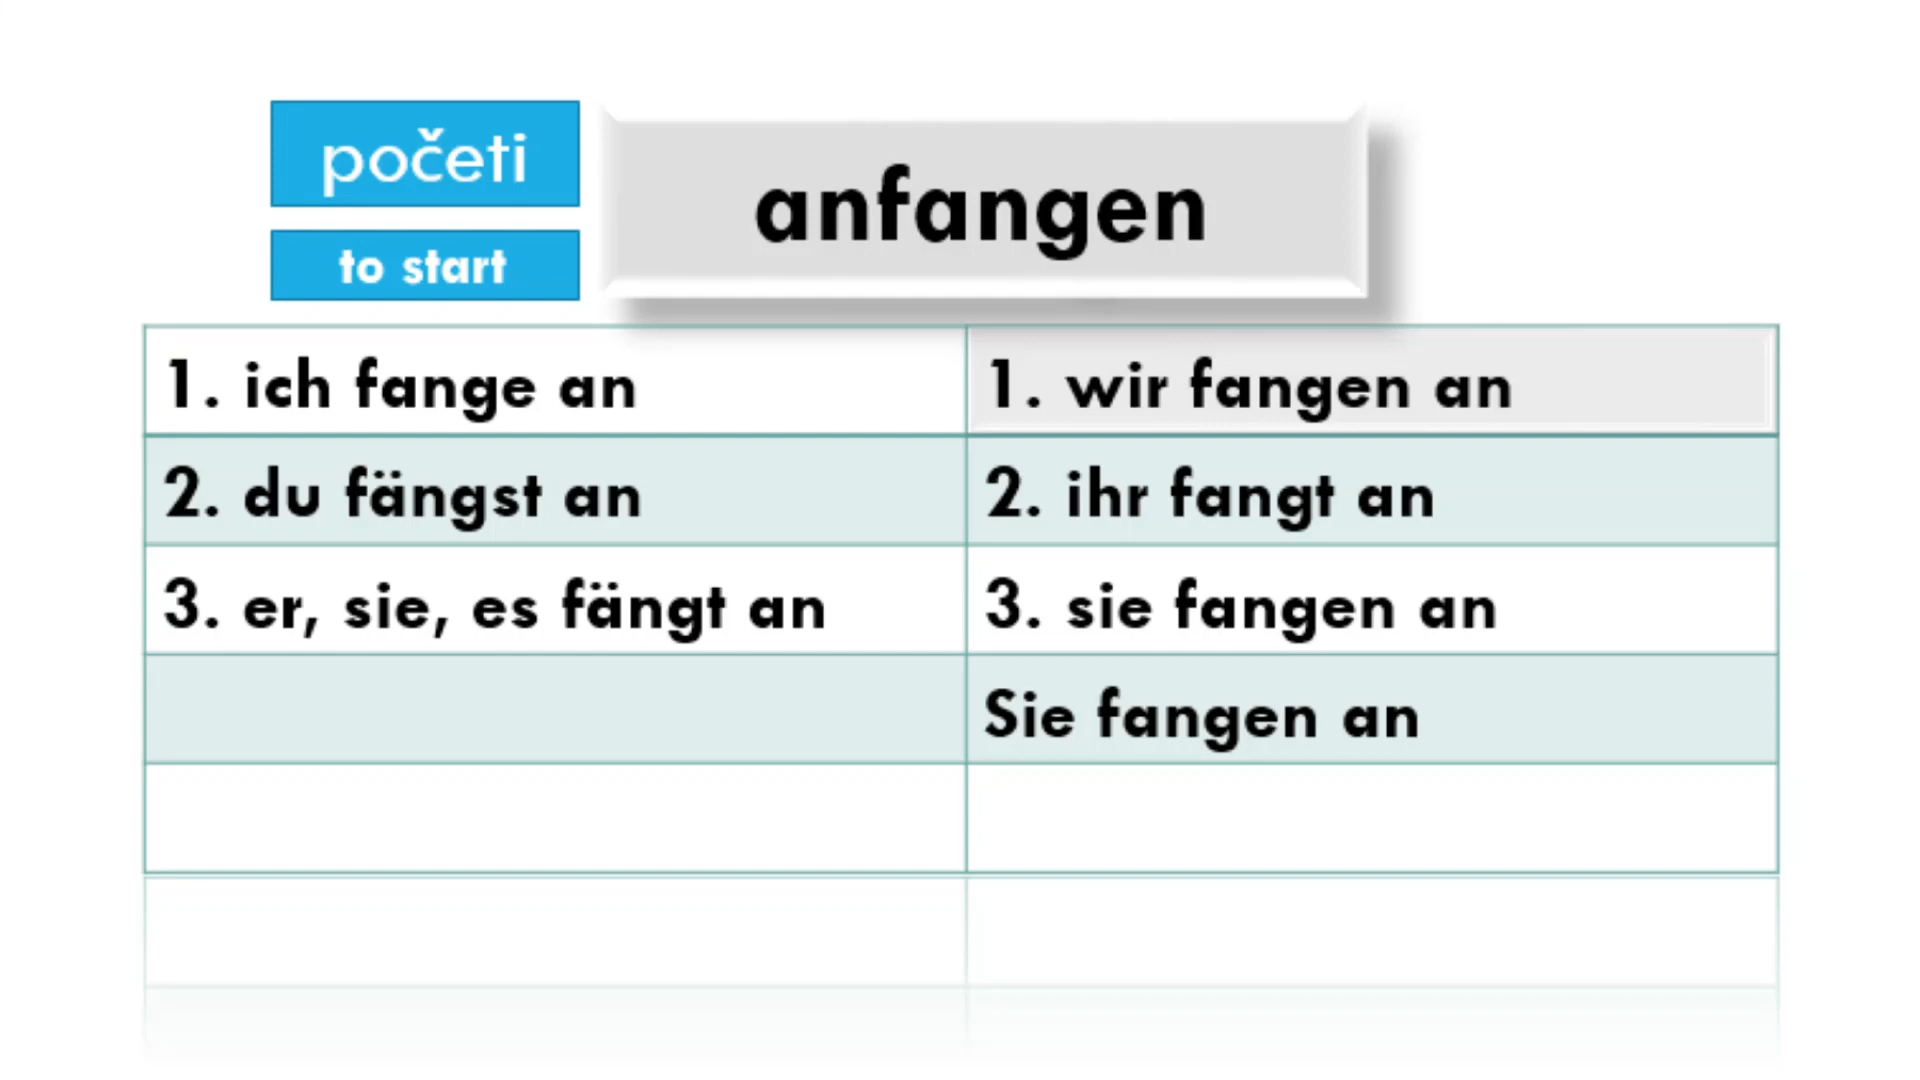 početi
to start
anfangen
1. ich fange an
1. wir fangen an
2. du fängst an
2. ihr fangt an
3. er, sie, es fängt an
3. sie fangen an
Sie fangen an